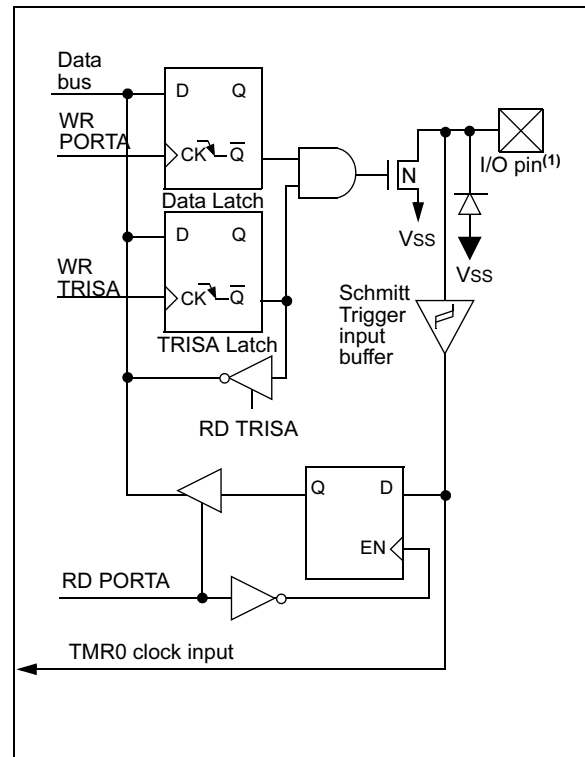 Data
bus
D Q
WR
PORTA
CK Q
Data Latch
N
I/O pin(1)
VSS
VSS
D Q
WR
TRISA
CK Q
TRISA Latch
Schmitt
Trigger
input
buffer
RD TRISA
Q D
EN
RD PORTA
TMR0 clock input